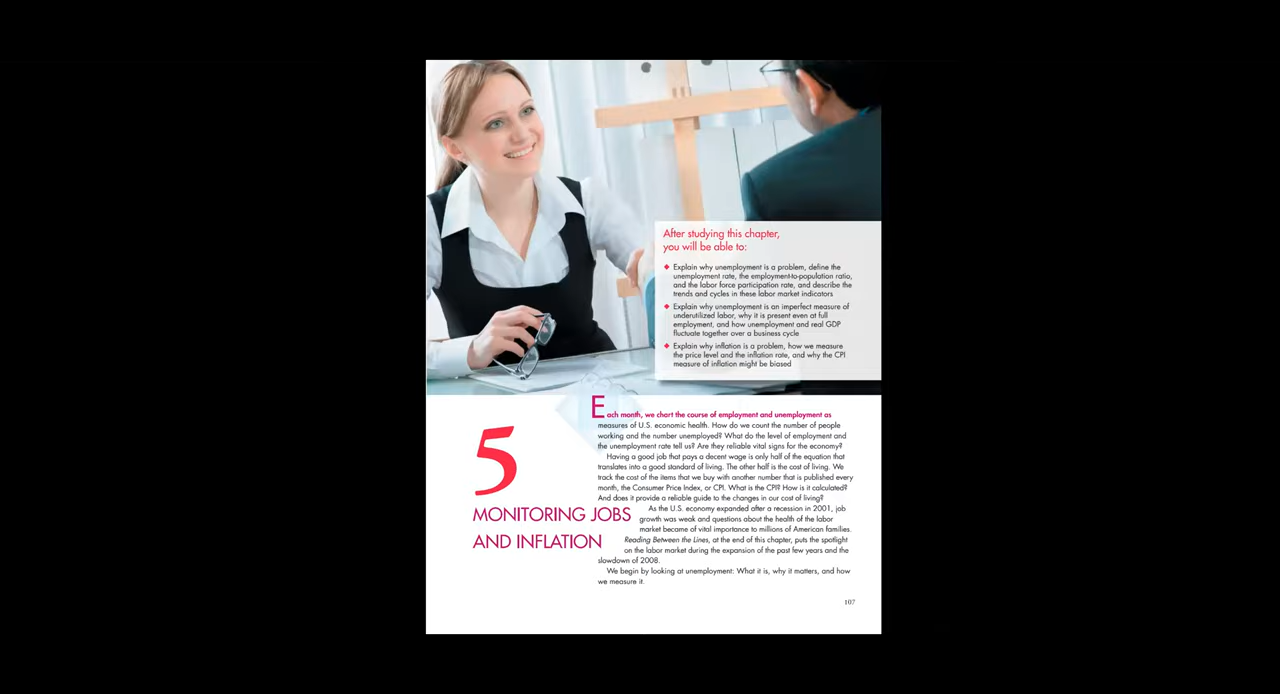 After studying this chapter,
you will be able to:
◆ Explain why unemployment is a problem, define the
unemployment rate, the employment-to-population ratio,
and the labor force participation rate, and describe the
trends and cycles in these labor market indicators
◆ Explain why unemployment is an imperfect measure of
underutilized labor, why it is present even at full
employment, and how unemployment and real GDP
fluctuate together over a business cycle
◆ Explain why inflation is a problem, how we measure
the price level and the inflation rate, and why the CPI
measure of inflation might be biased
5
MONITORING JOBS
AND INFLATION
Each month, we chart the course of employment and unemployment as
measures of U.S. economic health. How do we count the number of people
working and the number unemployed? What do the level of employment and
the unemployment rate tell us? Are they reliable vital signs for the economy?
Having a good job that pays a decent wage is only half of the equation that
translates into a good standard of living. The other half is the cost of living. We
track the cost of the items that we buy with another number that is published every
month, the Consumer Price Index, or CPI. What is the CPI? How is it calculated?
And does it provide a reliable guide to the changes in our cost of living?
As the U.S. economy expanded after a recession in 2001, job
growth was weak and questions about the health of the labor
market became of vital importance to millions of American families.
Reading Between the Lines, at the end of this chapter, puts the spotlight
on the labor market during the expansion of the past few years and the
slowdown of 2008.
We begin by looking at unemployment: What it is, why it matters, and how
we measure it.
107